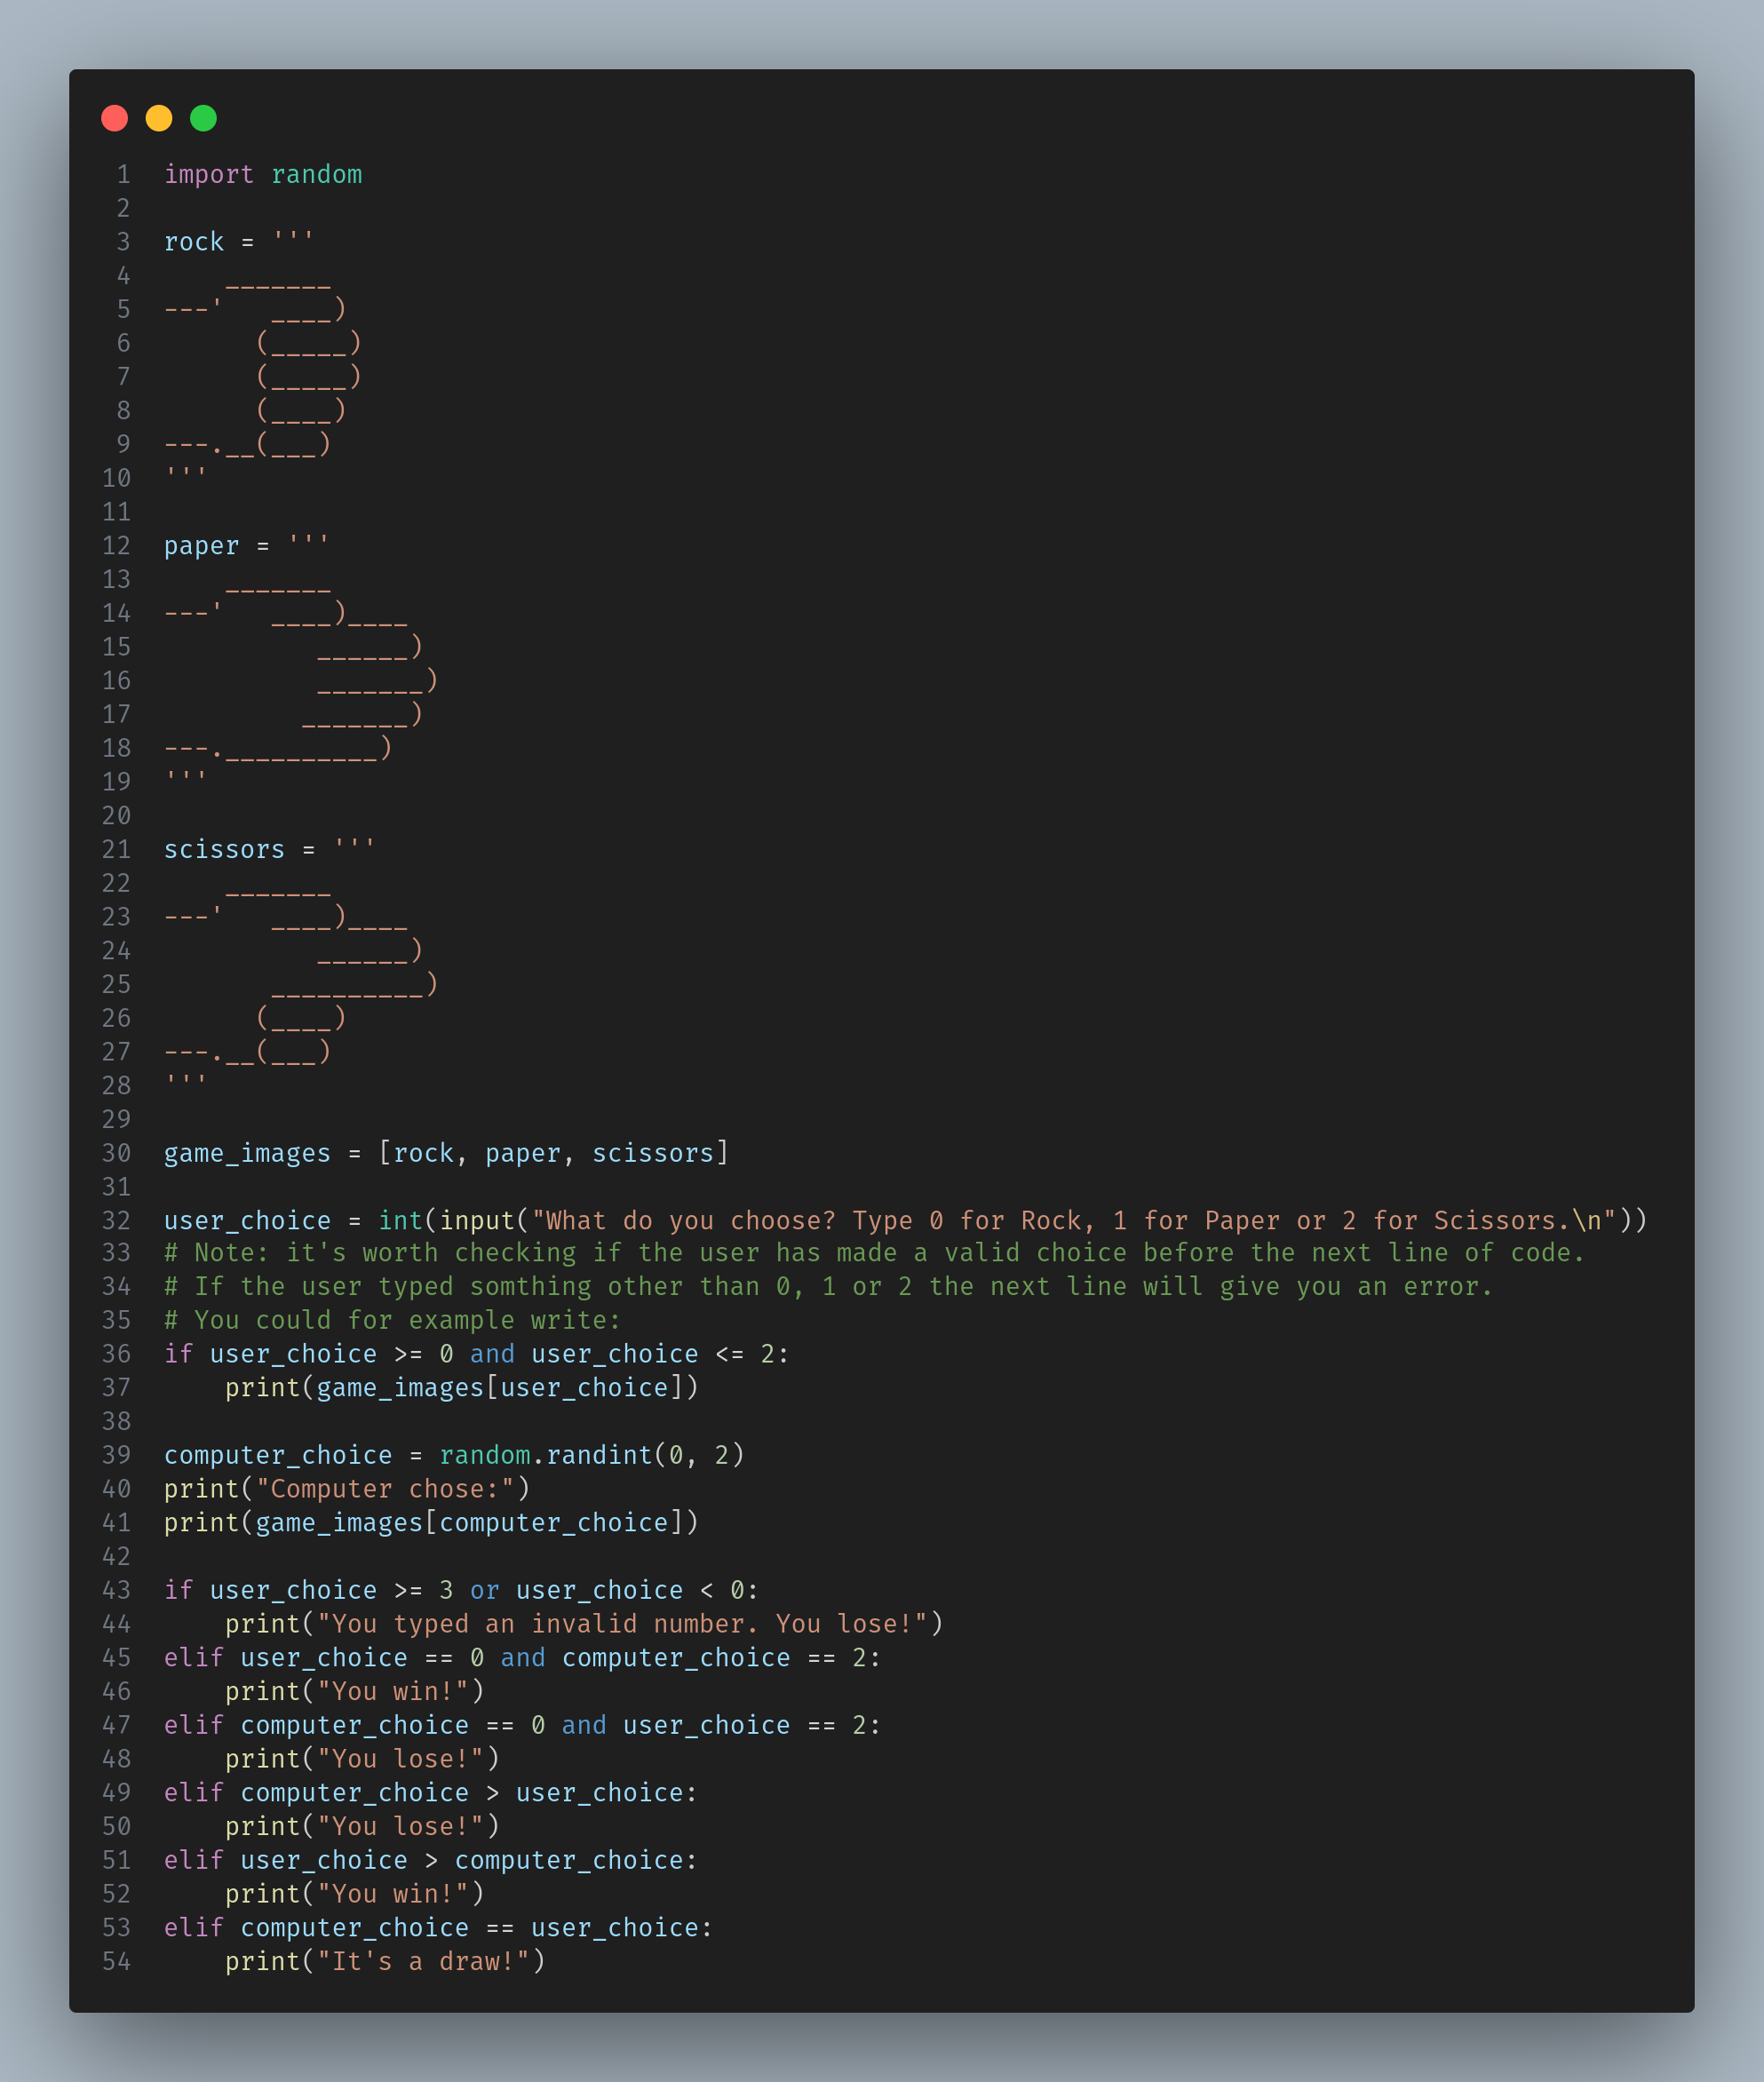 1 import random
2
3 rock = '''
4     _______
5 ---'   ____)
6       (_____)
7       (_____)
8       (____)
9 ---.__(___)
10 '''
11
12 paper = '''
13     _______
14 ---'   ____)____
15           ______)
16           _______)
17          _______)
18 ---.__________)
19 '''
20
21 scissors = '''
22     _______
23 ---'   ____)____
24           ______)
25        __________)
26       (____)
27 ---.__(___)
28 '''
29
30 game_images = [rock, paper, scissors]
31
32 user_choice = int(input("What do you choose? Type 0 for Rock, 1 for Paper or 2 for Scissors.\n"))
33 # Note: it's worth checking if the user has made a valid choice before the next line of code.
34 # If the user typed somthing other than 0, 1 or 2 the next line will give you an error.
35 # You could for example write:
36 if user_choice >= 0 and user_choice <= 2:
37     print(game_images[user_choice])
38
39 computer_choice = random.randint(0, 2)
40 print("Computer chose:")
41 print(game_images[computer_choice])
42
43 if user_choice >= 3 or user_choice < 0:
44     print("You typed an invalid number. You lose!")
45 elif user_choice == 0 and computer_choice == 2:
46     print("You win!")
47 elif computer_choice == 0 and user_choice == 2:
48     print("You lose!")
49 elif computer_choice > user_choice:
50     print("You lose!")
51 elif user_choice > computer_choice:
52     print("You win!")
53 elif computer_choice == user_choice:
54     print("It's a draw!")